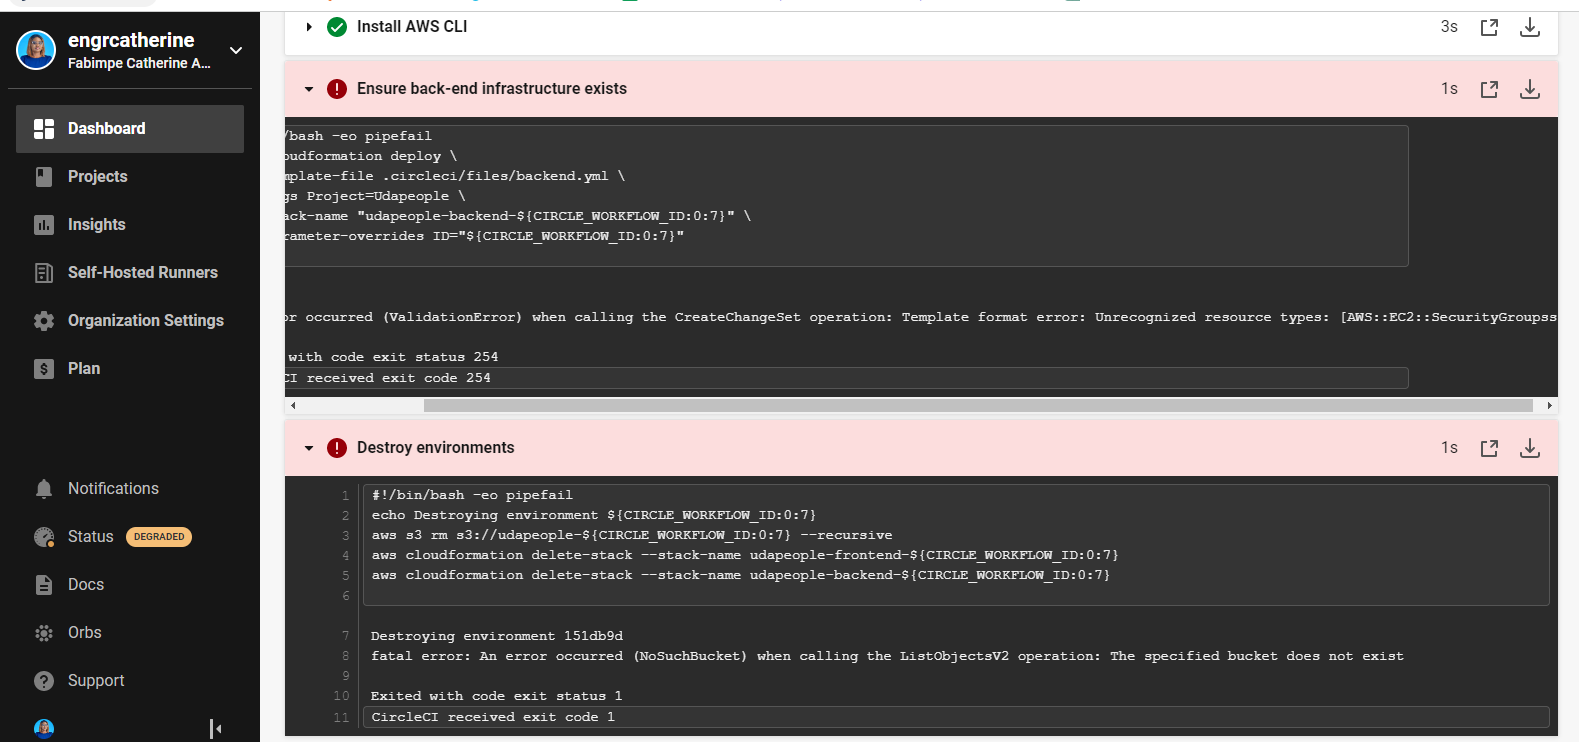 engrcatherine
Fabimpe Catherine A...
Dashboard
Projects
Insights
Self-Hosted Runners
Organization Settings
Plan
Notifications
Status DEGRADED
Docs
Orbs
Support
Install AWS CLI 3s
Ensure back-end infrastructure exists 1s
/bash -eo pipefail
oudformation deploy \
mplate-file .circleci/files/backend.yml \
gs Project=Udapeople \
ack-name "udapeople-backend-${CIRCLE_WORKFLOW_ID:0:7}" \
rameter-overrides ID="${CIRCLE_WORKFLOW_ID:0:7}"
or occurred (ValidationError) when calling the CreateChangeSet operation: Template format error: Unrecognized resource types: [AWS::EC2::SecurityGroupss
with code exit status 254
CI received exit code 254
Destroy environments 1s
1 #!/bin/bash -eo pipefail
2 echo Destroying environment ${CIRCLE_WORKFLOW_ID:0:7}
3 aws s3 rm s3://udapeople-${CIRCLE_WORKFLOW_ID:0:7} --recursive
4 aws cloudformation delete-stack --stack-name udapeople-frontend-${CIRCLE_WORKFLOW_ID:0:7}
5 aws cloudformation delete-stack --stack-name udapeople-backend-${CIRCLE_WORKFLOW_ID:0:7}
6
7 Destroying environment 151db9d
8 fatal error: An error occurred (NoSuchBucket) when calling the ListObjectsV2 operation: The specified bucket does not exist
9
10 Exited with code exit status 1
11 CircleCI received exit code 1